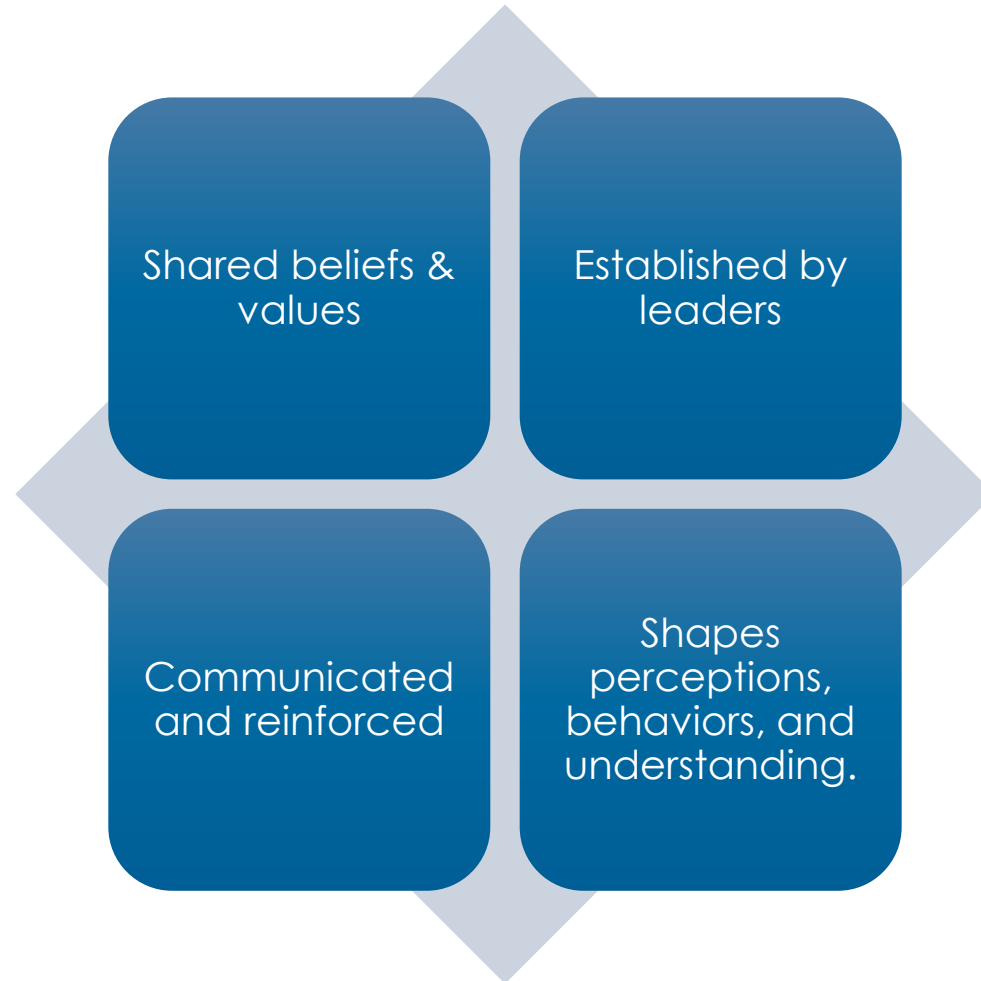 Shared beliefs &
values
Established by
leaders
Communicated
and reinforced
Shapes
perceptions,
behaviors, and
understanding.